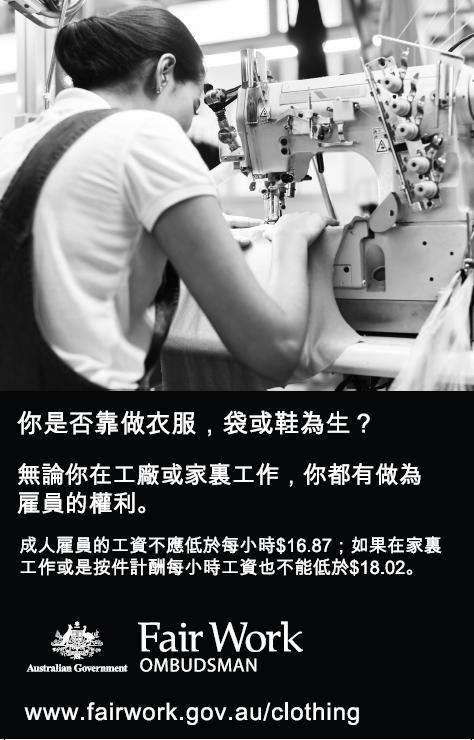 你是否靠做衣服，袋或鞋為生？
無論你在工廠或家裏工作，你都有做為
雇員的權利。
成人雇員的工資不應低於每小時$16.87；如果在家裏
工作或是按件計酬每小時工資也不能低於$18.02。
Australian Government
Fair Work
OMBUDSMAN
www.fairwork.gov.au/clothing